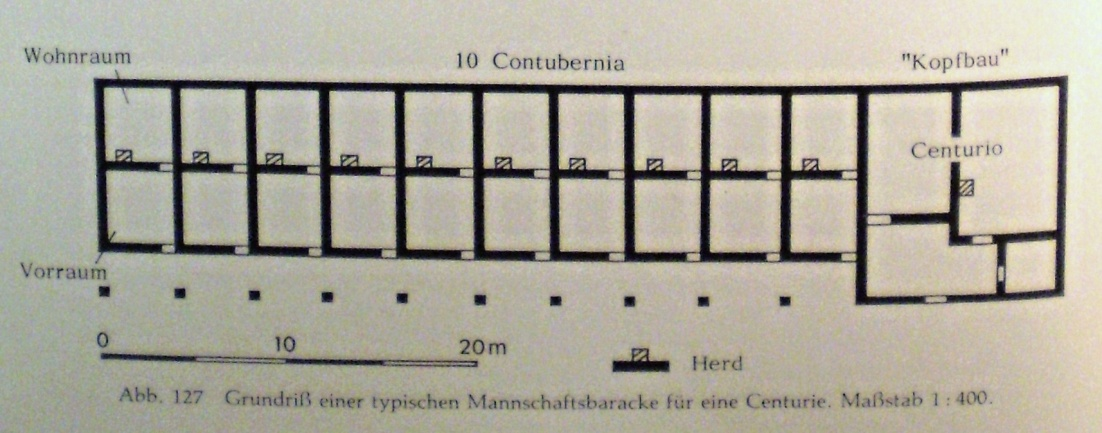 Wohnraum
10 Contubernia
"Kopfbau"
Centurio
Vorraum
0 10 20m
Herd
Abb. 127 Grundriß einer typischen Mannschaftsbaracke für eine Centurie. Maßstab 1:400.